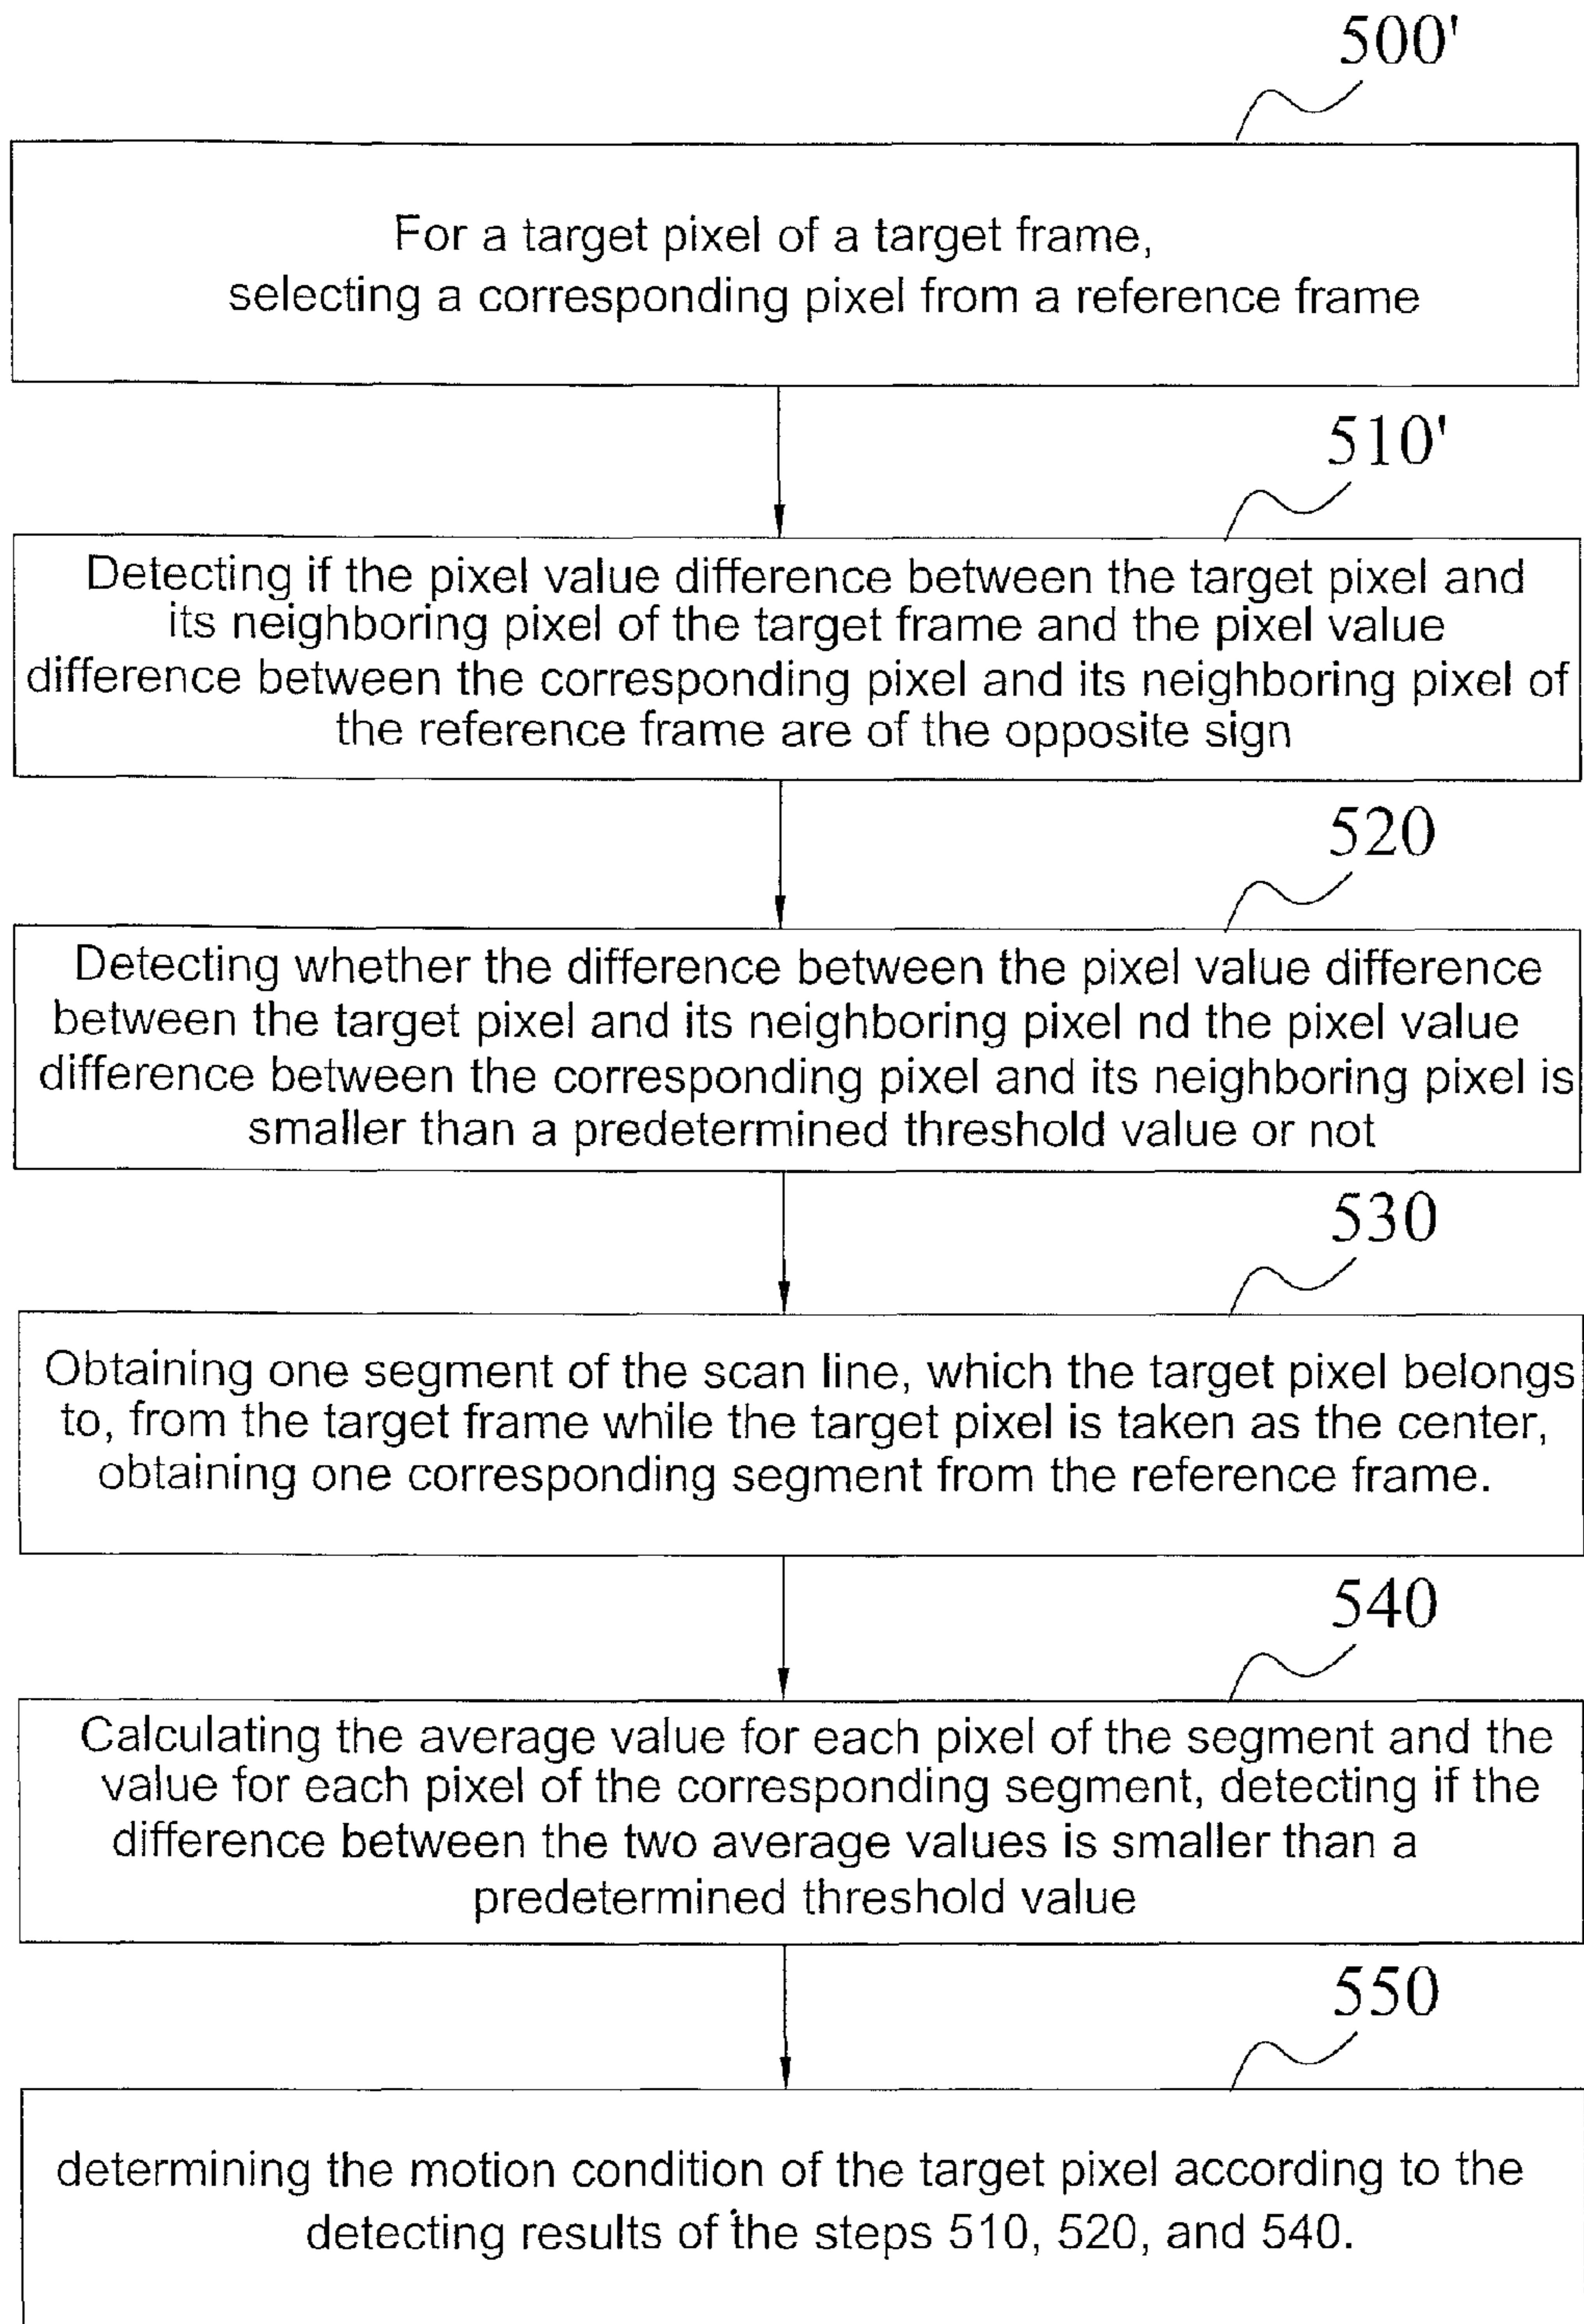 500'
For a target pixel of a target frame,
selecting a corresponding pixel from a reference frame
510'
Detecting if the pixel value difference between the target pixel and
its neighboring pixel of the target frame and the pixel value
difference between the corresponding pixel and its neighboring pixel of
the reference frame are of the opposite sign
520
Detecting whether the difference between the pixel value difference
between the target pixel and its neighboring pixel nd the pixel value
difference between the corresponding pixel and its neighboring pixel is
smaller than a predetermined threshold value or not
530
Obtaining one segment of the scan line, which the target pixel belongs
to, from the target frame while the target pixel is taken as the center,
obtaining one corresponding segment from the reference frame.
540
Calculating the average value for each pixel of the segment and the
value for each pixel of the corresponding segment, detecting if the
difference between the two average values is smaller than a
predetermined threshold value
550
determining the motion condition of the target pixel according to the
detecting results of the steps 510, 520, and 540.